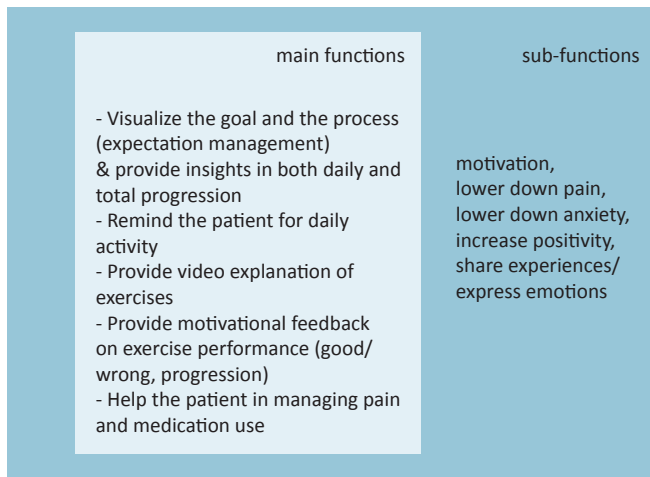 main functions
- Visualize the goal and the process
(expectation management)
& provide insights in both daily and
total progression
- Remind the patient for daily
activity
- Provide video explanation of
exercises
- Provide motivational feedback
on exercise performance (good/
wrong, progression)
- Help the patient in managing pain
and medication use
sub-functions
motivation,
lower down pain,
lower down anxiety,
increase positivity,
share experiences/
express emotions